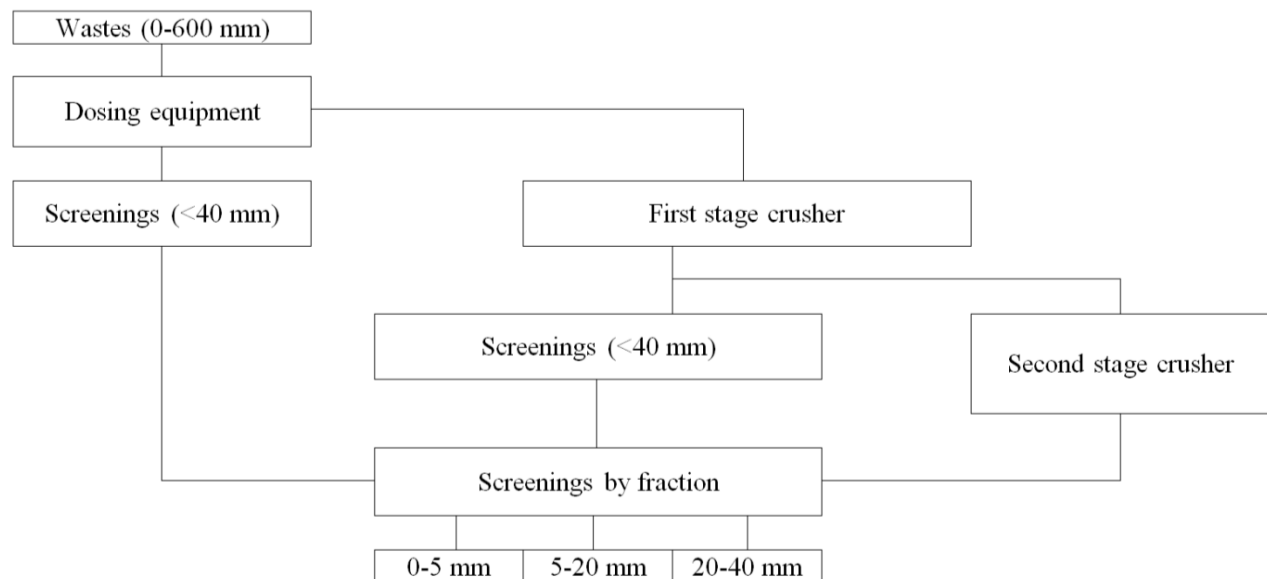 Wastes (0-600 mm)
Dosing equipment
Screenings (<40 mm)
First stage crusher
Screenings (<40 mm)
Second stage crusher
Screenings by fraction
0-5 mm
5-20 mm
20-40 mm